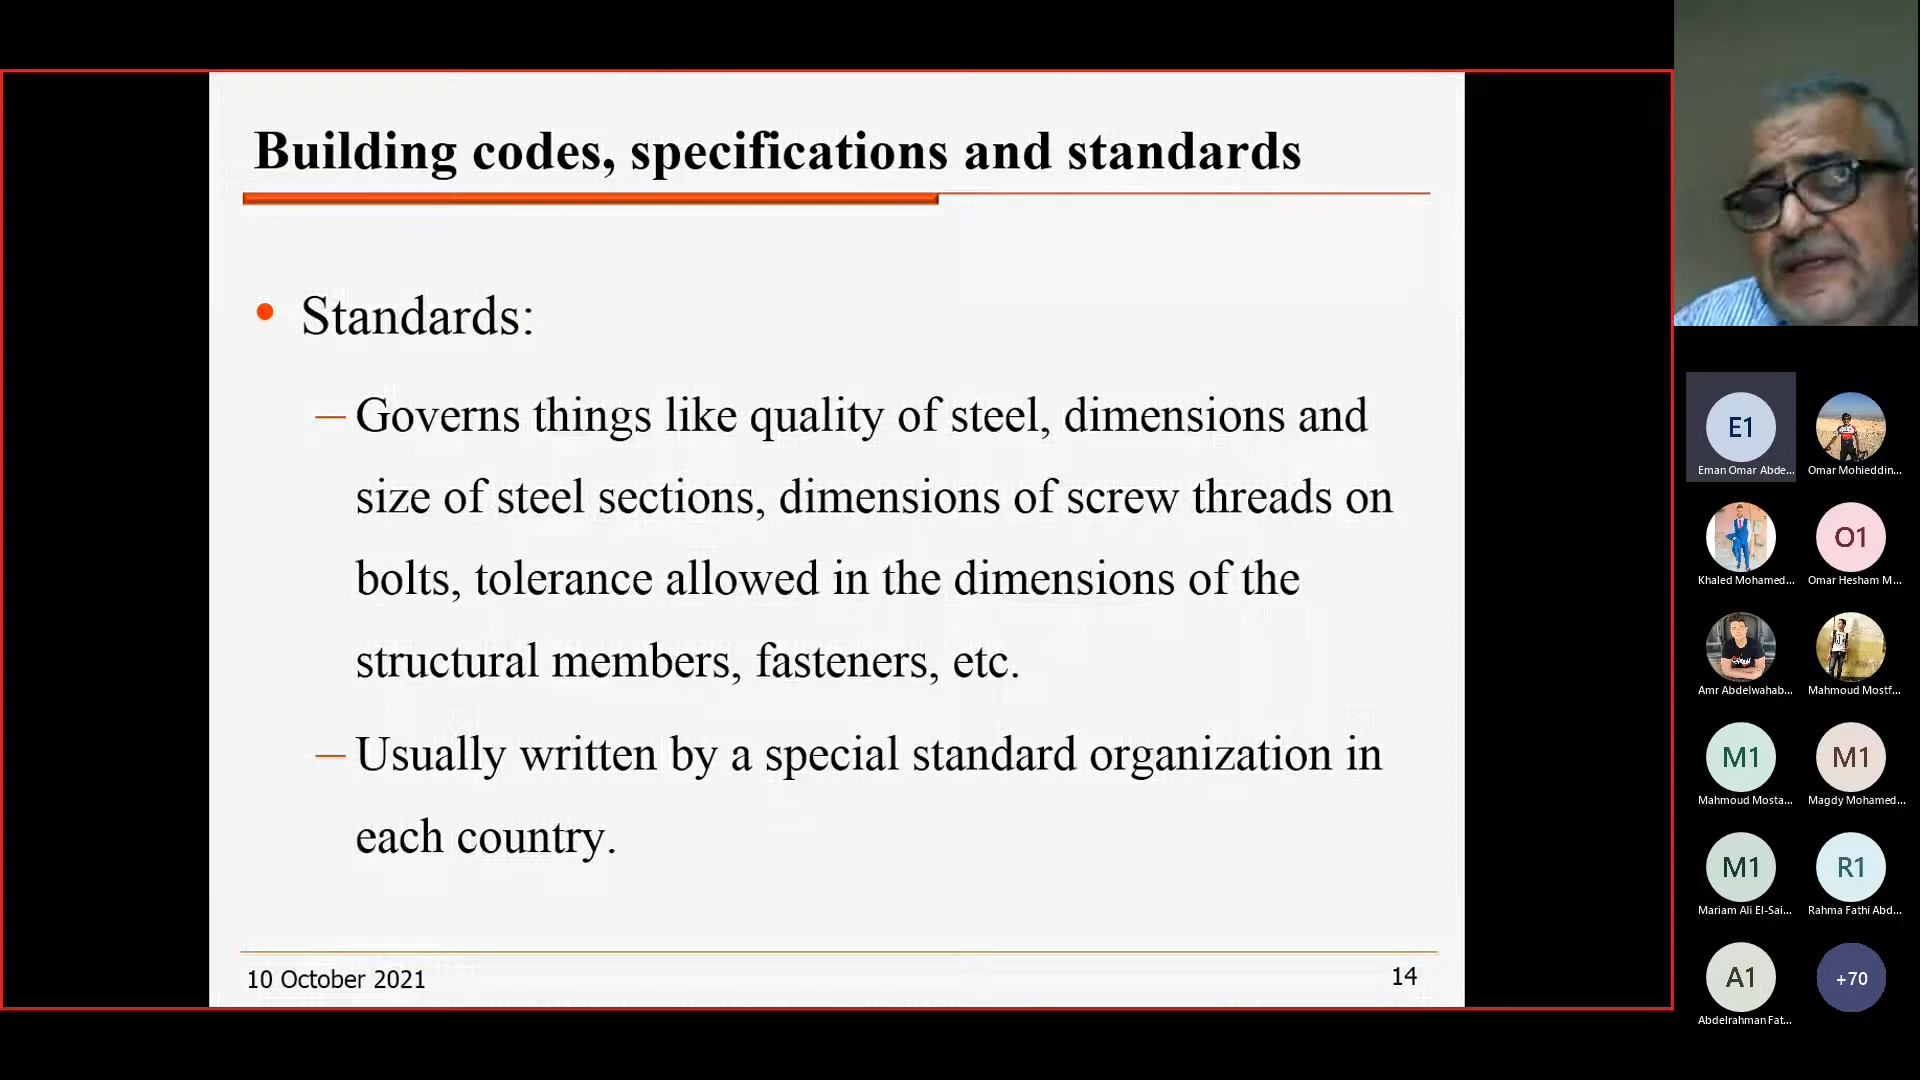 Building codes, specifications and standards
• Standards:
– Governs things like quality of steel, dimensions and
size of steel sections, dimensions of screw threads on
bolts, tolerance allowed in the dimensions of the
structural members, fasteners, etc.
– Usually written by a special standard organization in
each country.
10 October 2021
14
E1
Eman Omar Abde...
Omar Mohieddin...
Khaled Mohamed...
O1
Omar Hesham M...
Amr Abdelwahab...
Mahmoud Mostf...
M1
Mahmoud Mosta...
M1
Magdy Mohamed...
M1
Mariam Ali El-Sai...
R1
Rahma Fathi Abd...
A1
Abdelrahman Fat...
+70